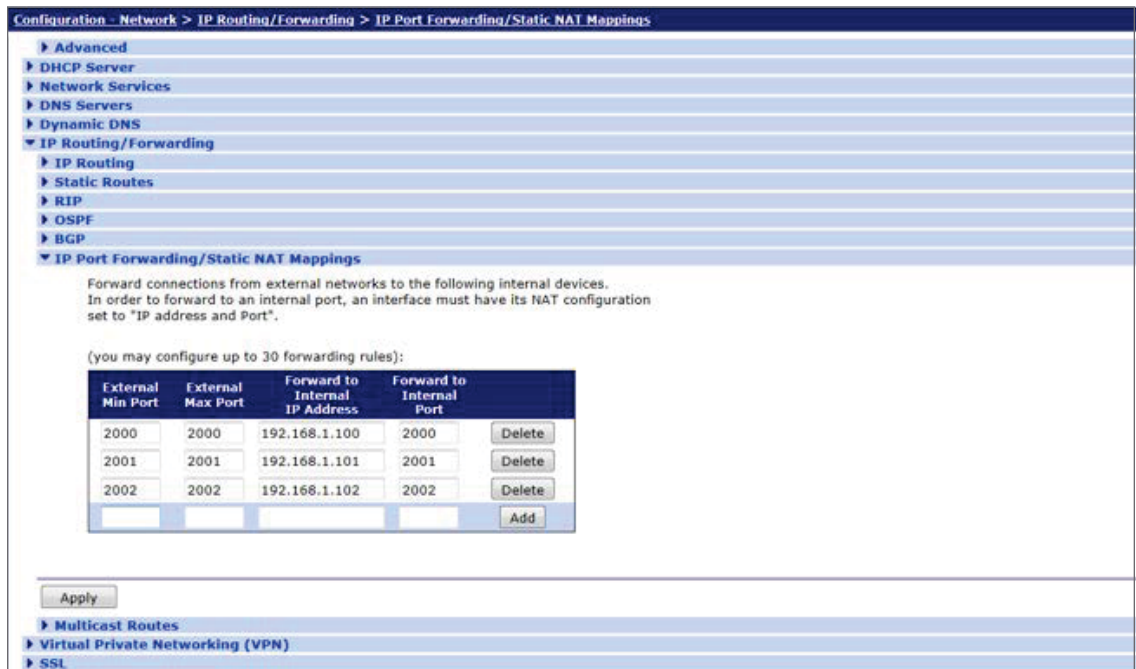 Configuration - Network > IP Routing/Forwarding > IP Port Forwarding/Static NAT Mappings
Advanced
DHCP Server
Network Services
DNS Servers
Dynamic DNS
IP Routing/Forwarding
IP Routing
Static Routes
RIP
OSPF
BGP
IP Port Forwarding/Static NAT Mappings
Forward connections from external networks to the following internal devices.
In order to forward to an internal port, an interface must have its NAT configuration
set to "IP address and Port".
(you may configure up to 30 forwarding rules):
External Min Port External Max Port Forward to Internal IP Address Forward to Internal Port
2000 2000 192.168.1.100 2000 Delete
2001 2001 192.168.1.101 2001 Delete
2002 2002 192.168.1.102 2002 Delete
Add
Apply
Multicast Routes
Virtual Private Networking (VPN)
SSL